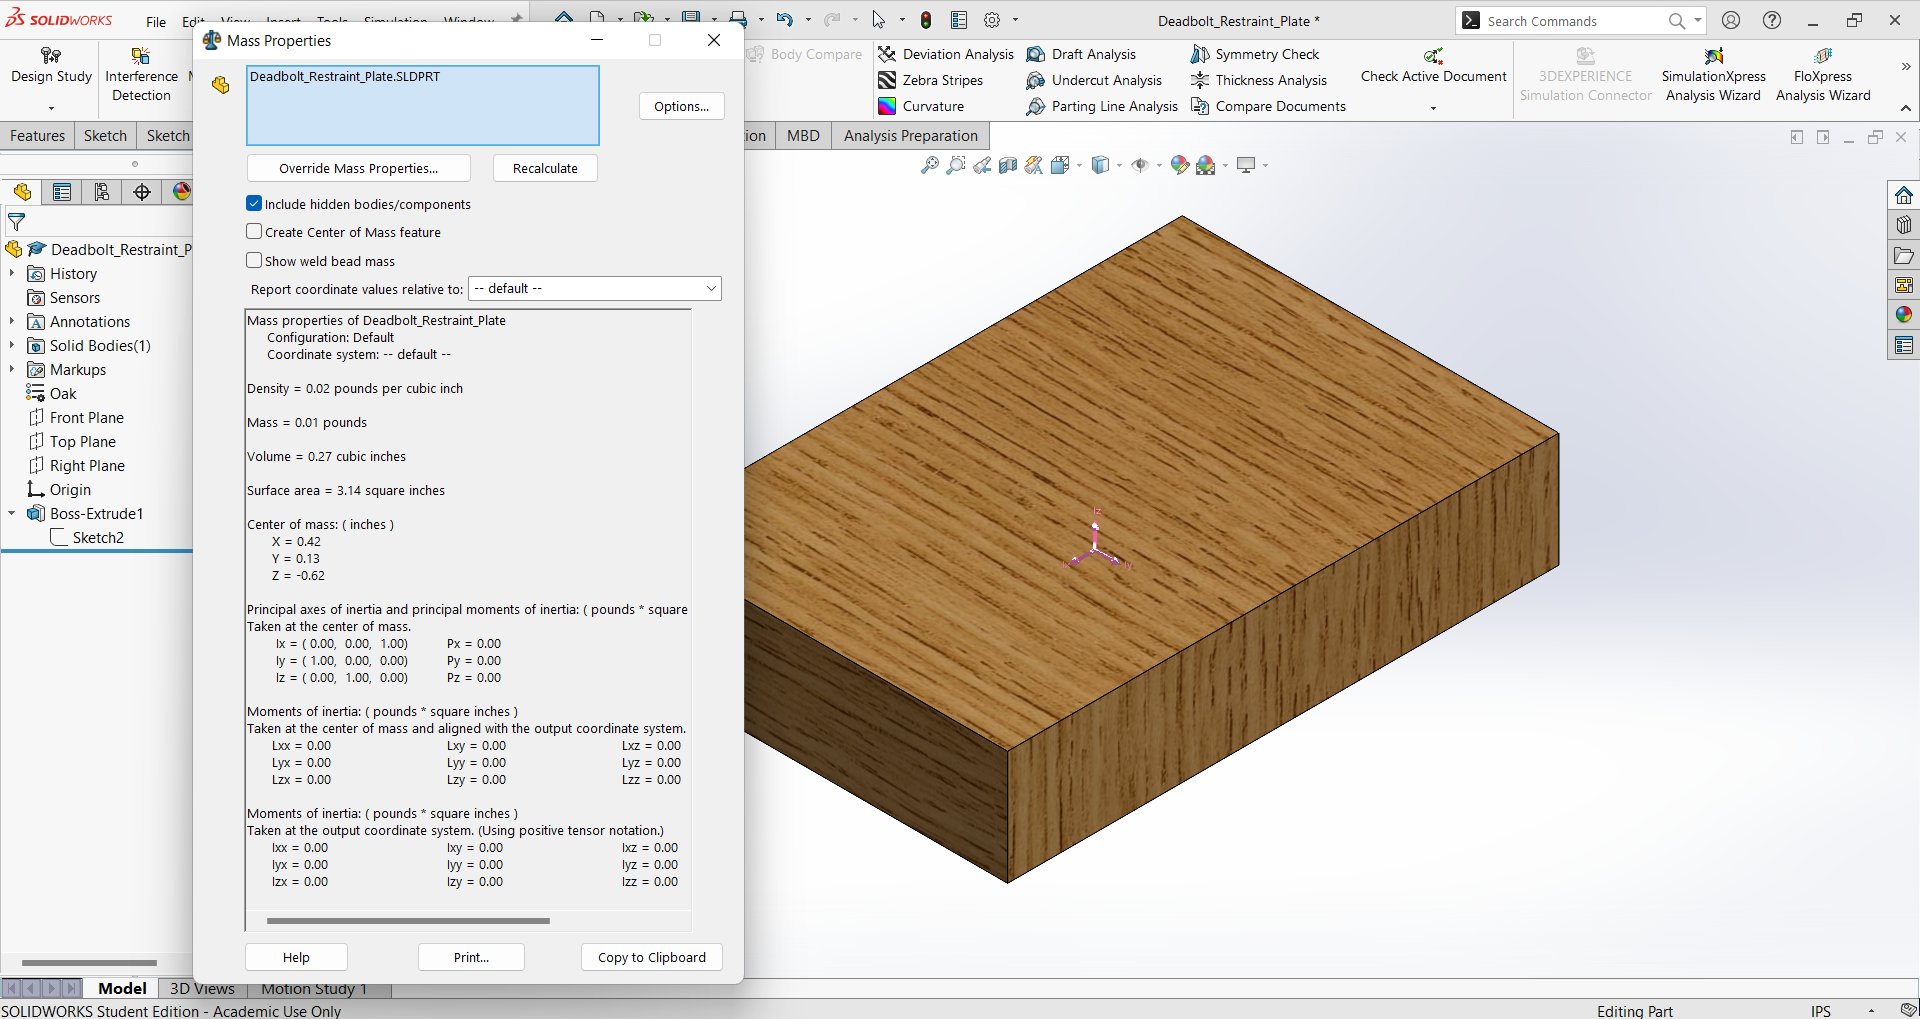 SOLIDWORKS File Edit View Insert Tools Simulation Window Deadbolt_Restraint_Plate * Search Commands
Mass Properties
Design Study
Interference
Detection
Body Compare
Deviation Analysis
Zebra Stripes
Curvature
Draft Analysis
Undercut Analysis
Parting Line Analysis
Symmetry Check
Thickness Analysis
Compare Documents
Check Active Document
3DEXPERIENCE
Simulation Connector
SimulationXpress
Analysis Wizard
FloXpress
Analysis Wizard
Features Sketch Sketch MBD Analysis Preparation
Deadbolt_Restraint_P
History
Sensors
Annotations
Solid Bodies(1)
Markups
Oak
Front Plane
Top Plane
Right Plane
Origin
Boss-Extrude1
Sketch2
Deadbolt_Restraint_Plate.SLDPRT
Options...
Override Mass Properties...
Recalculate
Include hidden bodies/components
Create Center of Mass feature
Show weld bead mass
Report coordinate values relative to: -- default --
Mass properties of Deadbolt_Restraint_Plate
Configuration: Default
Coordinate system: -- default --
Density = 0.02 pounds per cubic inch
Mass = 0.01 pounds
Volume = 0.27 cubic inches
Surface area = 3.14 square inches
Center of mass: ( inches )
X = 0.42
Y = 0.13
Z = -0.62
Principal axes of inertia and principal moments of inertia: ( pounds * square
Taken at the center of mass.
Ix = ( 0.00, 0.00, 1.00) Px = 0.00
Iy = ( 1.00, 0.00, 0.00) Py = 0.00
Iz = ( 0.00, 1.00, 0.00) Pz = 0.00
Moments of inertia: ( pounds * square inches )
Taken at the center of mass and aligned with the output coordinate system.
Lxx = 0.00 Lxy = 0.00 Lxz = 0.00
Lyx = 0.00 Lyy = 0.00 Lyz = 0.00
Lzx = 0.00 Lzy = 0.00 Lzz = 0.00
Moments of inertia: ( pounds * square inches )
Taken at the output coordinate system. (Using positive tensor notation.)
Ixx = 0.00 Ixy = 0.00 Ixz = 0.00
Iyx = 0.00 Iyy = 0.00 Iyz = 0.00
Izx = 0.00 Izy = 0.00 Izz = 0.00
Help
Print...
Copy to Clipboard
Iz
Model 3D Views Motion Study 1
SOLIDWORKS Student Edition - Academic Use Only
Editing Part
IPS